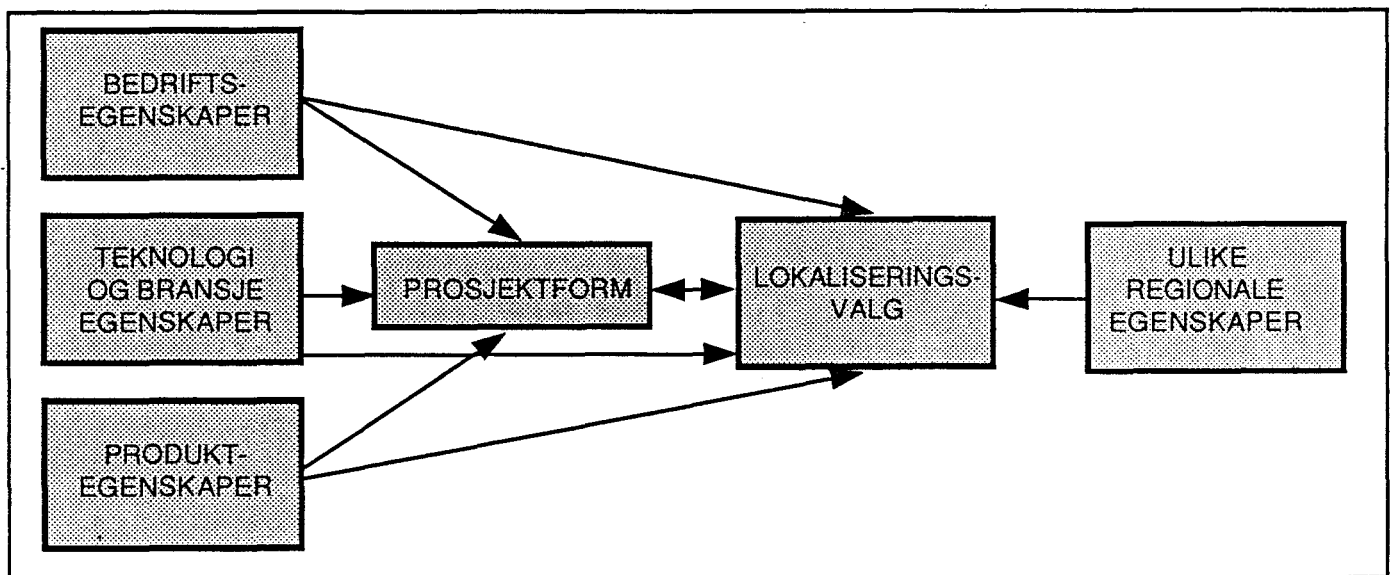 BEDRIFTS-
EGENSKAPER
TEKNOLOGI
OG BRANSJE
EGENSKAPER
PROSJEKTFORM
LOKALISERINGS-
VALG
ULIKE
REGIONALE
EGENSKAPER
PRODUKT-
EGENSKAPER